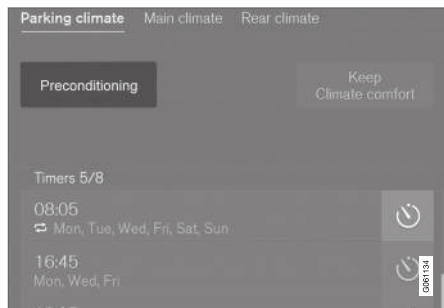 Parking climate Main climate Rear climate
Preconditioning
Keep
Climate comfort
Timers 5/8
08:05
Mon, Tue, Wed, Fri, Sat, Sun
16:45
Mon, Wed, Fri
G061134